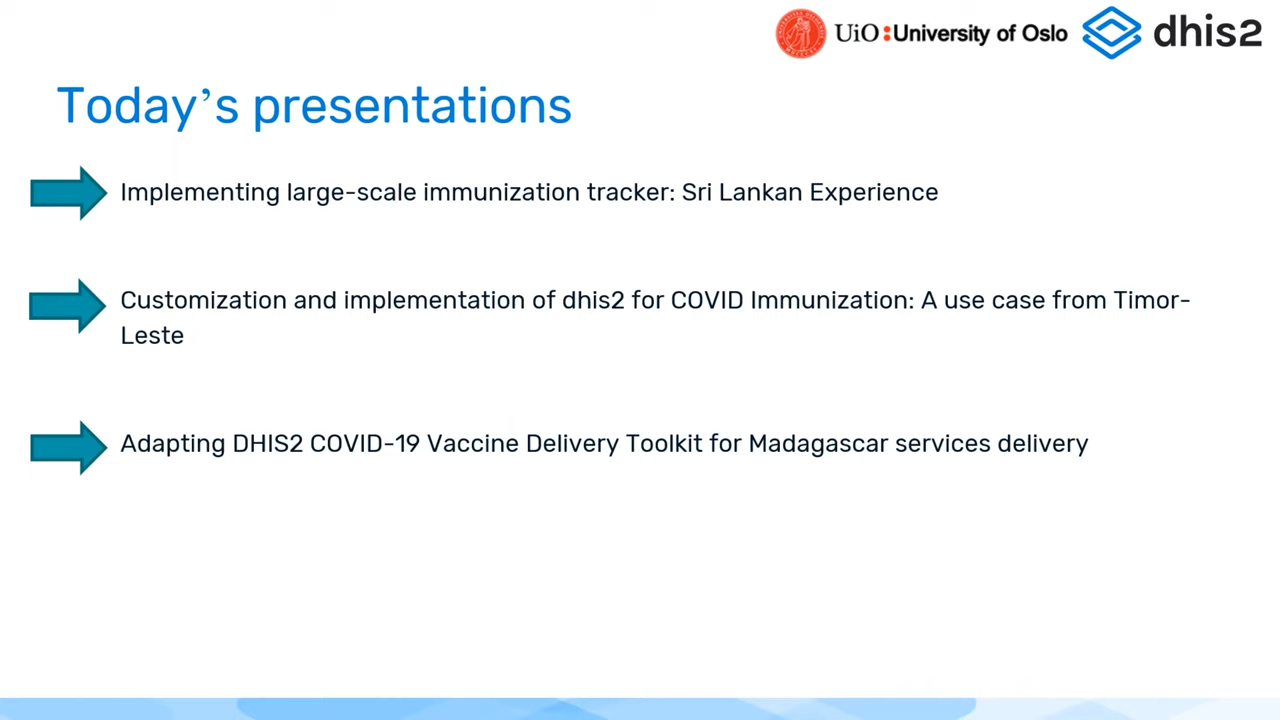 UiO:University of Oslo
dhis2
Today’s presentations
Implementing large-scale immunization tracker: Sri Lankan Experience
Customization and implementation of dhis2 for COVID Immunization: A use case from Timor-
Leste
Adapting DHIS2 COVID-19 Vaccine Delivery Toolkit for Madagascar services delivery